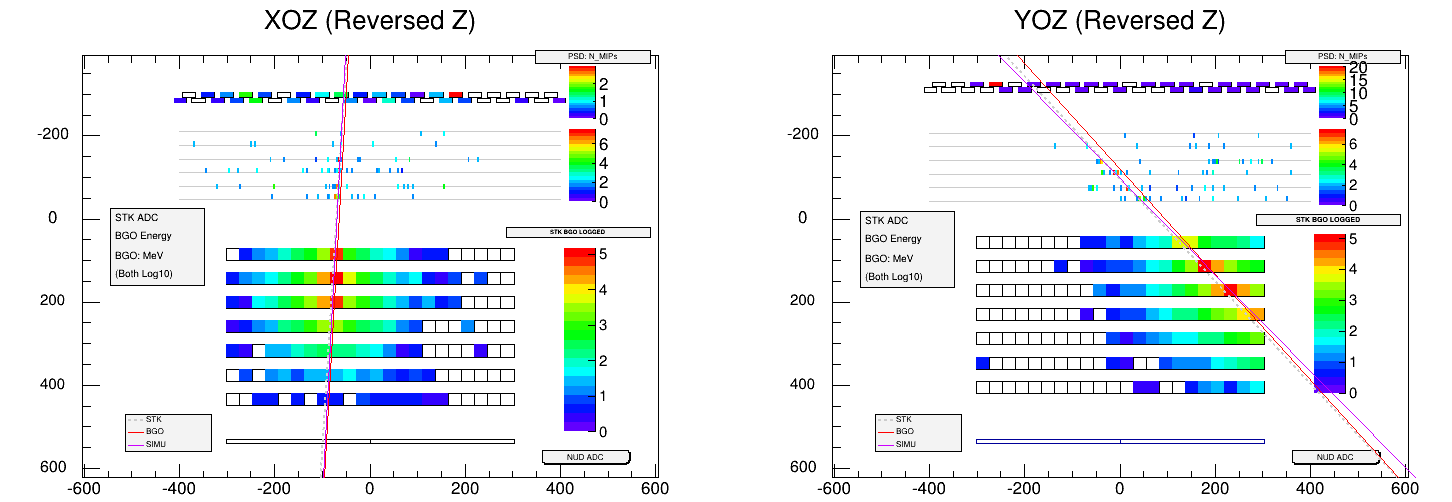 XOZ (Reversed Z)
PSD: N_MIPs
2
1
0
6
4
2
0
-200
0
200
400
600
STK ADC
BGO Energy
BGO: MeV
(Both Log10)
STK BGO LOGGED
5
4
3
2
1
0
STK
BGO
SIMU
NUD ADC
-600
-400
-200
0
200
400
600
YOZ (Reversed Z)
PSD: N_MIPs
20
15
10
5
0
6
4
2
0
-200
0
200
400
600
STK ADC
BGO Energy
BGO: MeV
(Both Log10)
STK BGO LOGGED
5
4
3
2
1
0
STK
BGO
SIMU
NUD ADC
-600
-400
-200
0
200
400
600